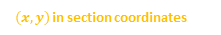 (x, y) in section coordinates